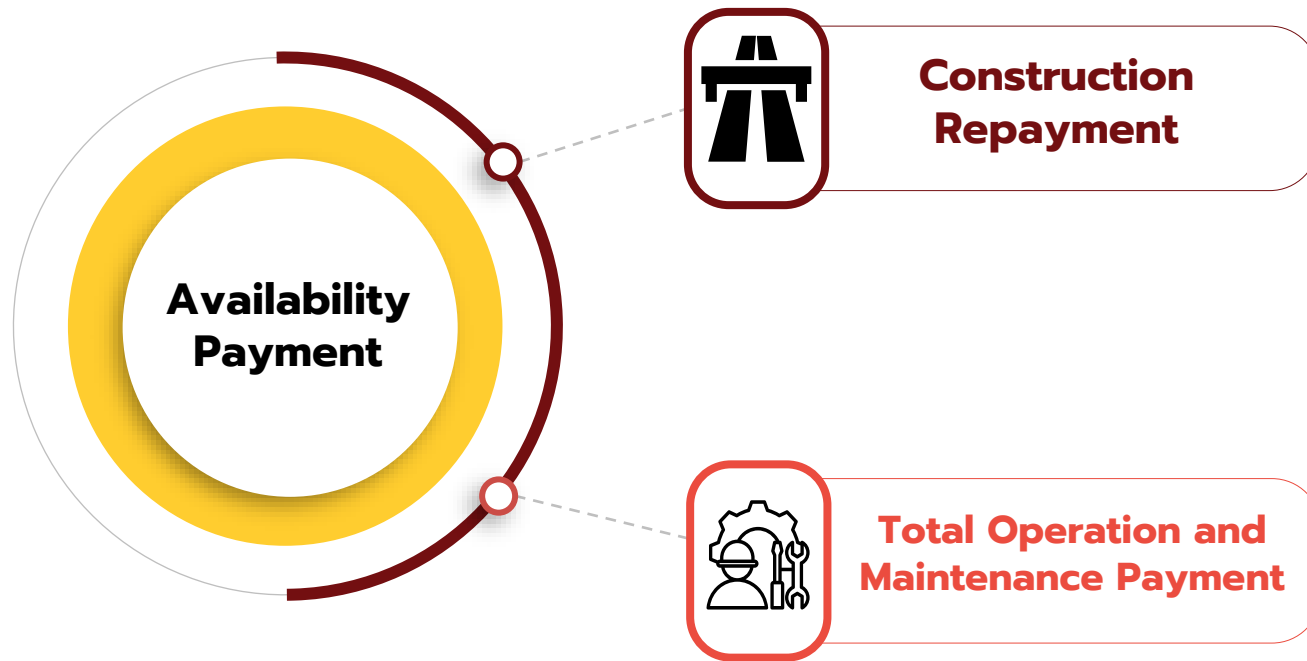 Availability
Payment
Construction
Repayment
Total Operation and
Maintenance Payment